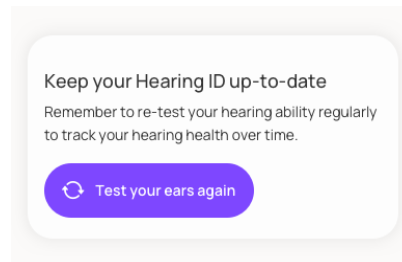 Keep your Hearing ID up-to-date
Remember to re-test your hearing ability regularly
to track your hearing health over time.
Test your ears again